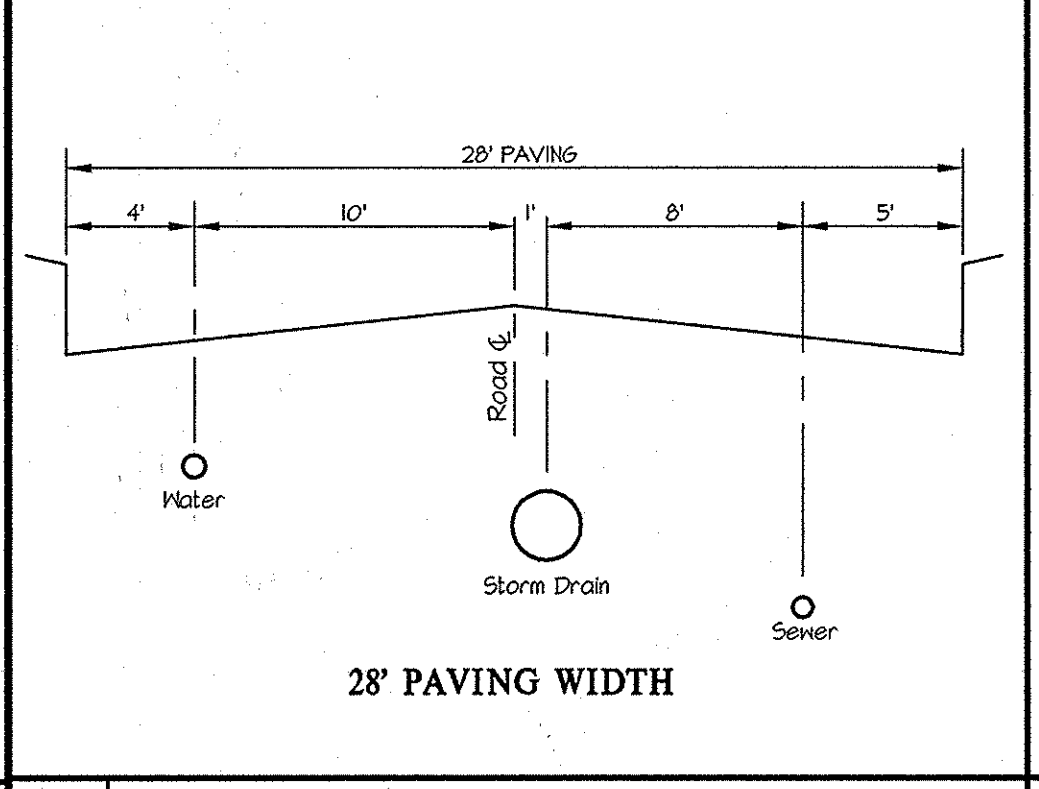 28' PAVING
4' 10' 1' 8' 5'
Road ℄
Water
Storm Drain
Sewer
28' PAVING WIDTH